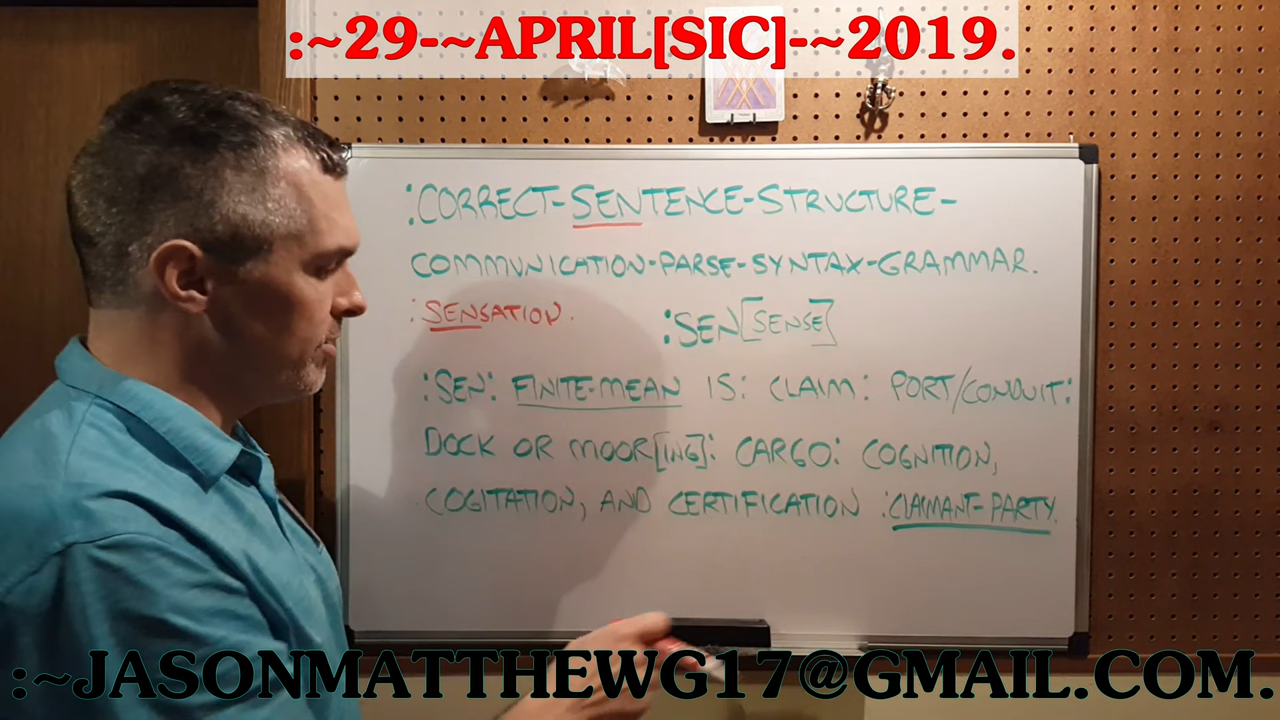 :~29-~APRIL[SIC]-~2019.
:CORRECT-SENTENCE-STRUCTURE-
COMMUNICATION-PARSE-SYNTAX-GRAMMAR.
:SENSATION. :SEN[SENSE]
:SEN: FINITE-MEAN IS: CLAIM: PORT/CONDUIT:
DOCK OR MOOR[ING]: CARGO: COGNITION,
COGITATION, AND CERTIFICATION :CLAIMANT-PARTY.
:~JASONMATTHEWG17@GMAIL.COM.